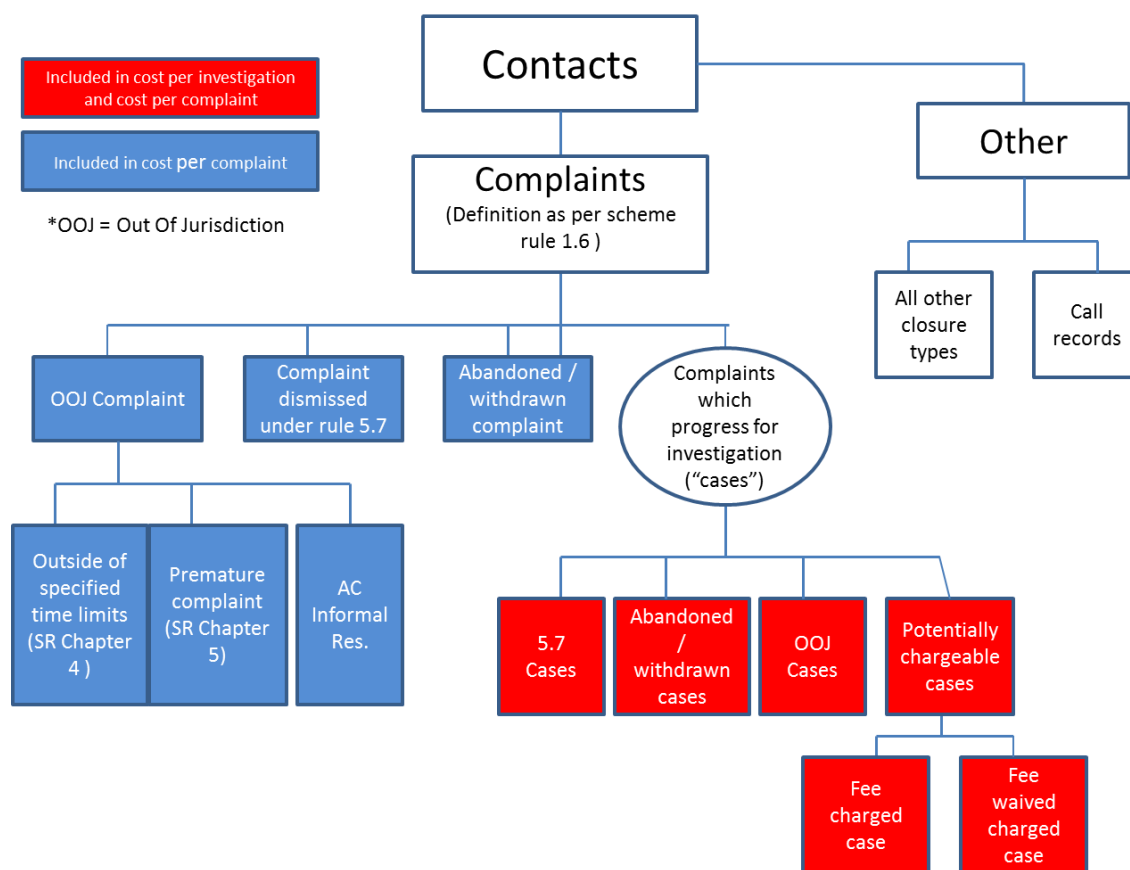 Contacts
Included in cost per investigation
and cost per complaint
Included in cost per complaint
*OOJ = Out Of Jurisdiction
Other
Complaints
(Definition as per scheme
rule 1.6 )
All other
closure
types
Call
records
OOJ Complaint
Complaint
dismissed
under rule 5.7
Abandoned /
withdrawn
complaint
Complaints
which
progress for
investigation
(“cases”)
Outside of
specified
time limits
(SR Chapter
4 )
Premature
complaint
(SR Chapter
5)
AC
Informal
Res.
5.7
Cases
Abandoned
/
withdrawn
cases
OOJ
Cases
Potentially
chargeable
cases
Fee
charged
case
Fee
waived
charged
case